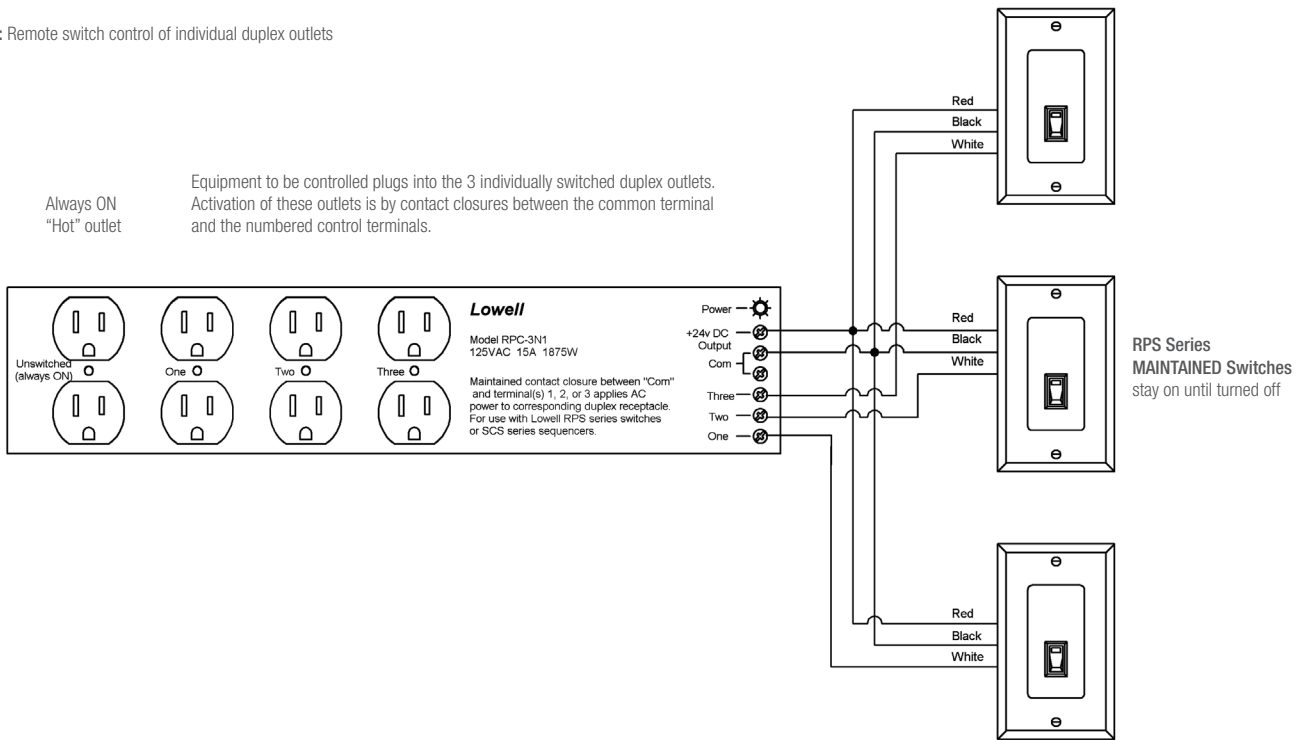 : Remote switch control of individual duplex outlets
Always ON
“Hot” outlet
Equipment to be controlled plugs into the 3 individually switched duplex outlets.
Activation of these outlets is by contact closures between the common terminal
and the numbered control terminals.
Unswitched
(always ON)
One
Two
Three
Lowell
Model RPC-3N1
125VAC 15A 1875W
Maintained contact closure between "Com"
and terminal(s) 1, 2, or 3 applies AC
power to corresponding duplex receptacle.
For use with Lowell RPS series switches
or SCS series sequencers.
Power
+24v DC
Output
Com
Three
Two
One
Red
Black
White
Red
Black
White
Red
Black
White
RPS Series
MAINTAINED Switches
stay on until turned off